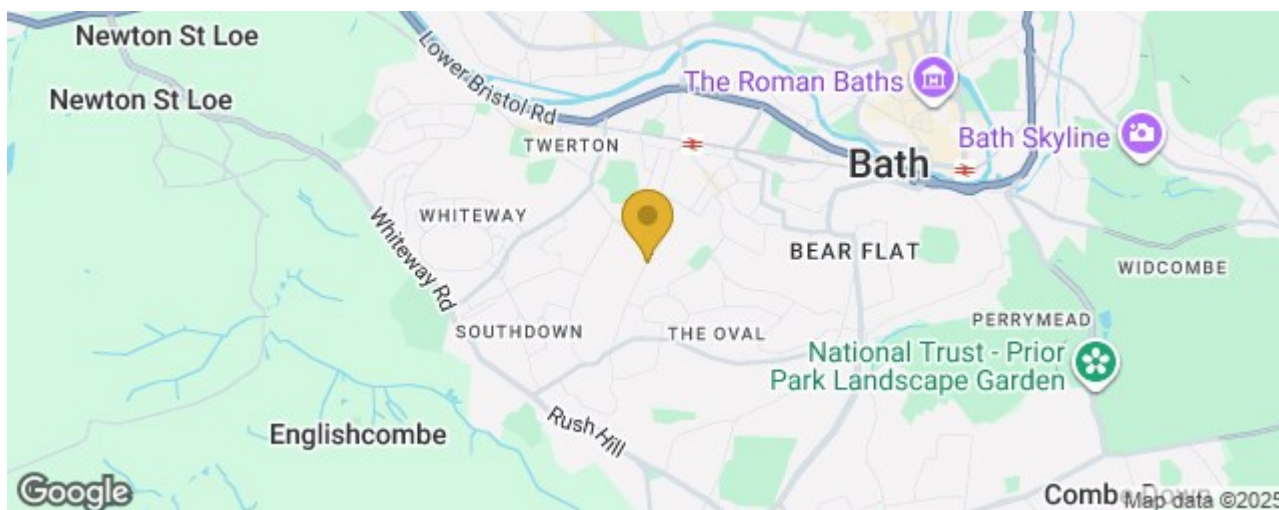 Newton St Loe
Newton St Loe
Lower Bristol Rd
The Roman Baths
Bath Skyline
TWERTON
Bath
WHITEWAY
Whiteway Rd
BEAR FLAT
WIDCOMBE
SOUTHDOWN
THE OVAL
PERRYMEAD
National Trust - Prior
Park Landscape Garden
Rush Hill
Englishcombe
Google
Combe Down
Map data ©2025